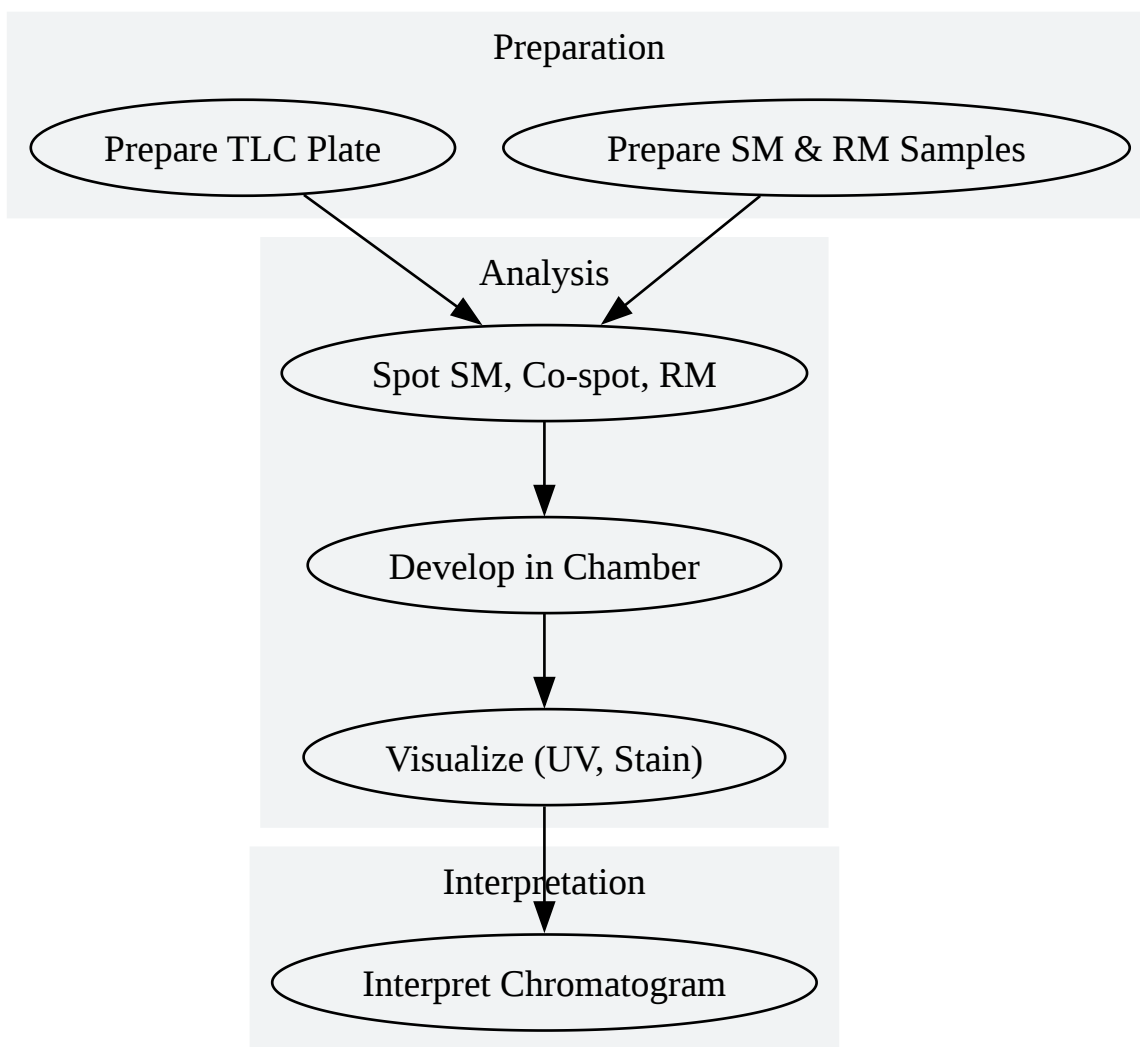 Preparation
Prepare TLC Plate
Prepare SM & RM Samples
Analysis
Spot SM, Co-spot, RM
Develop in Chamber
Visualize (UV, Stain)
Interpretation
Interpret Chromatogram